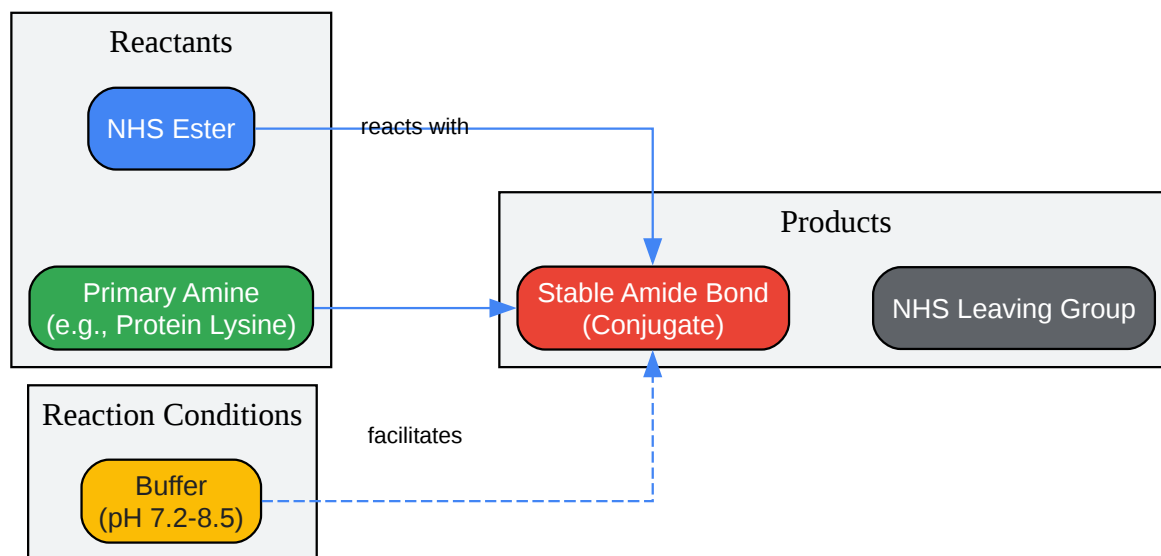 Reactants
NHS Ester
reacts with
Primary Amine
(e.g., Protein Lysine)
Products
Stable Amide Bond
(Conjugate)
NHS Leaving Group
Reaction Conditions
Buffer
(pH 7.2-8.5)
facilitates